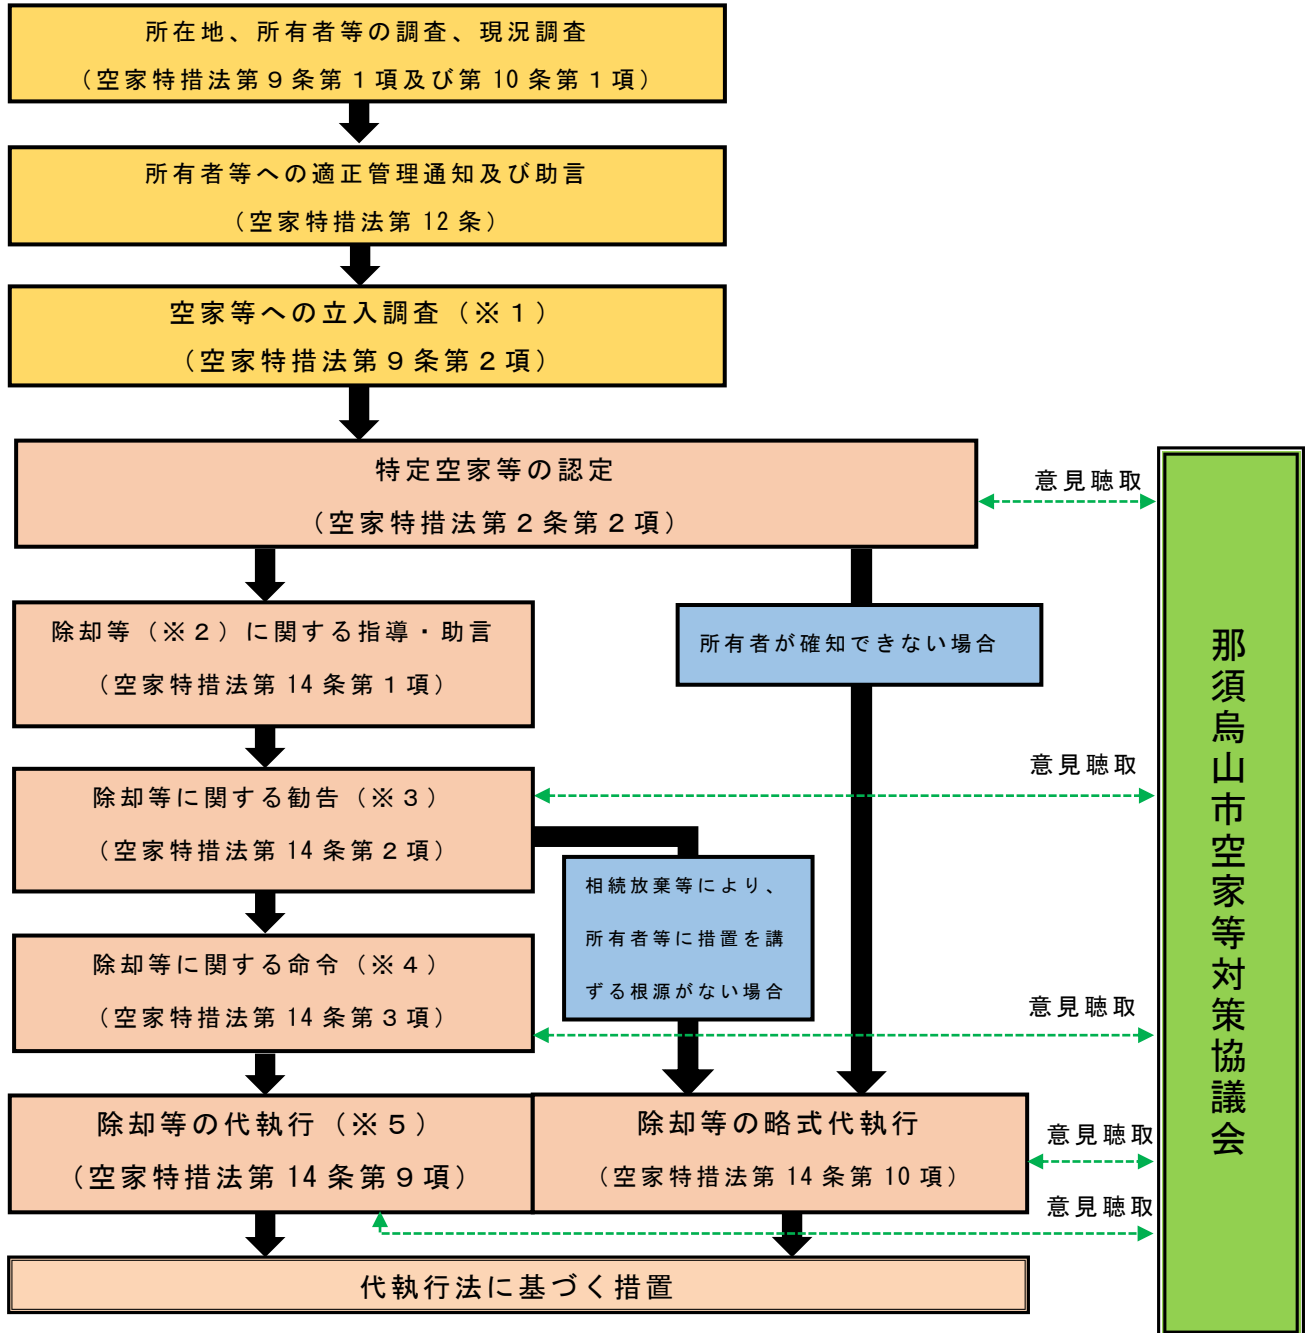 所在地、所有者等の調査、現況調査
（空家特措法第９条第１項及び第10条第１項）
所有者等への適正管理通知及び助言
（空家特措法第12条）
空家等への立入調査（※１）
（空家特措法第９条第２項）
特定空家等の認定
（空家特措法第２条第２項）
意見聴取
除却等（※２）に関する指導・助言
（空家特措法第14条第１項）
所有者が確知できない場合
除却等に関する勧告（※３）
（空家特措法第14条第２項）
意見聴取
相続放棄等により、
所有者等に措置を講
ずる根源がない場合
除却等に関する命令（※４）
（空家特措法第14条第３項）
意見聴取
除却等の代執行（※５）
（空家特措法第14条第９項）
除却等の略式代執行
（空家特措法第14条第10項）
意見聴取
意見聴取
代執行法に基づく措置
那須烏山市空家等対策協議会